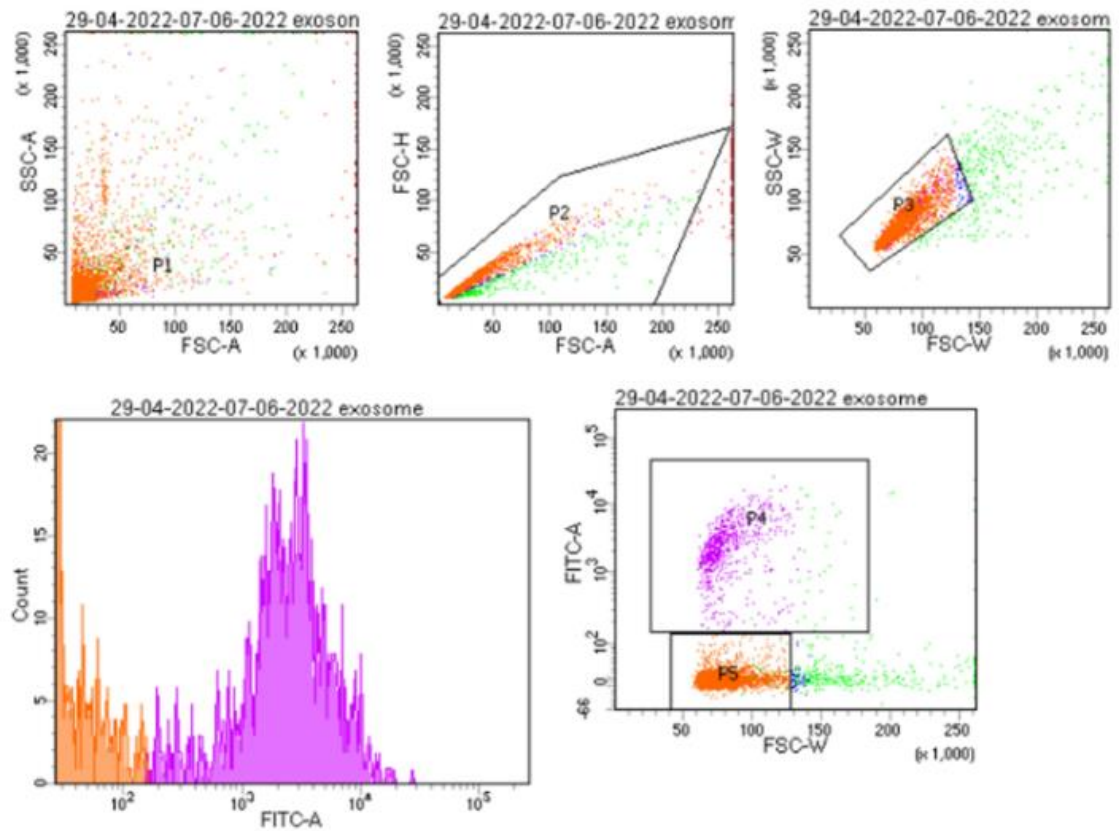 29-04-2022-07-06-2022 exoson
SSC-A
(x 1,000)
250
200
150
100
50
P1
50 100 150 200 250
FSC-A
(x 1,000)
29-04-2022-07-06-2022 exosom
FSC-H
(x 1,000)
250
200
150
100
50
P2
50 100 150 200 250
FSC-A
(x 1,000)
29-04-2022-07-06-2022 exosom
SSC-W
(x 1,000)
250
200
150
100
50
P3
50 100 150 200 250
FSC-W
(x 1,000)
29-04-2022-07-06-2022 exosome
Count
20
15
10
5
0
10² 10³ 10⁴ 10⁵
FITC-A
29-04-2022-07-06-2022 exosome
FITC-A
10⁵
10⁴
10³
10²
0
-66
P4
P5
50 100 150 200 250
FSC-W
(x 1,000)